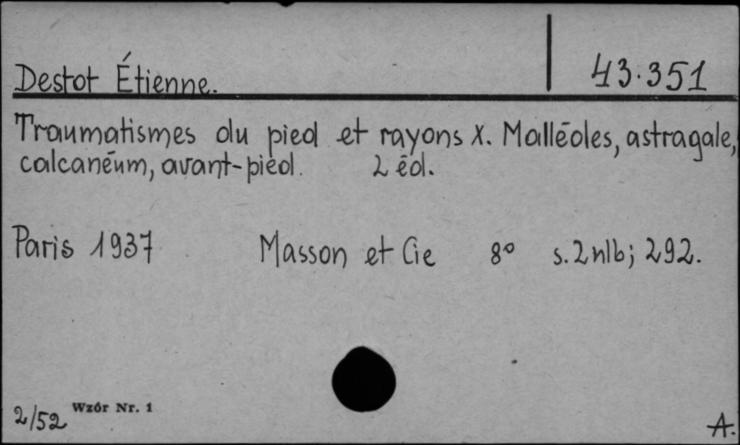 Destot Étienne.
43.351
Traumatismes du pied et rayons X. Malléoles, astragale,
calcanéum, avant-pied. 2 éd.
Paris 1937 Masson et Cie 8° s. 2nlb; 292.
2/52 Wzór Nr. 1
A.